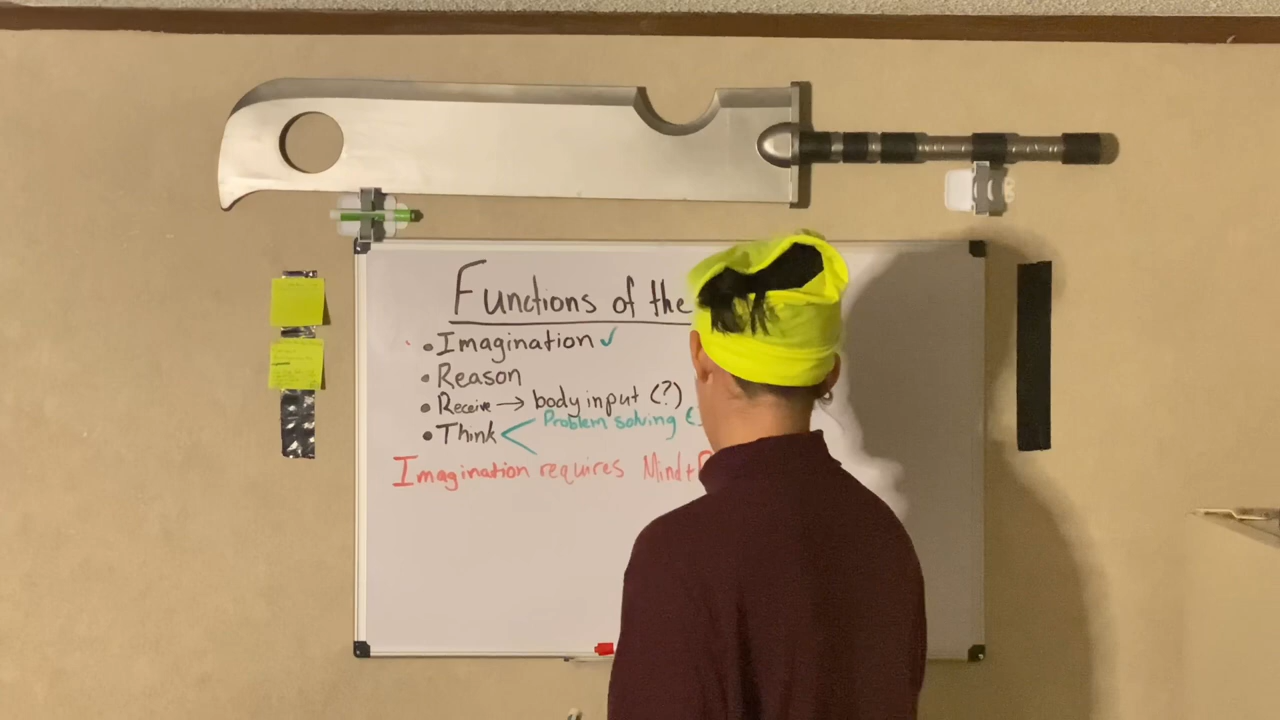 Functions of the
• Imagination ✓
• Reason
• Receive → body input (?)
• Think < Problem solving
Imagination requires Mind +